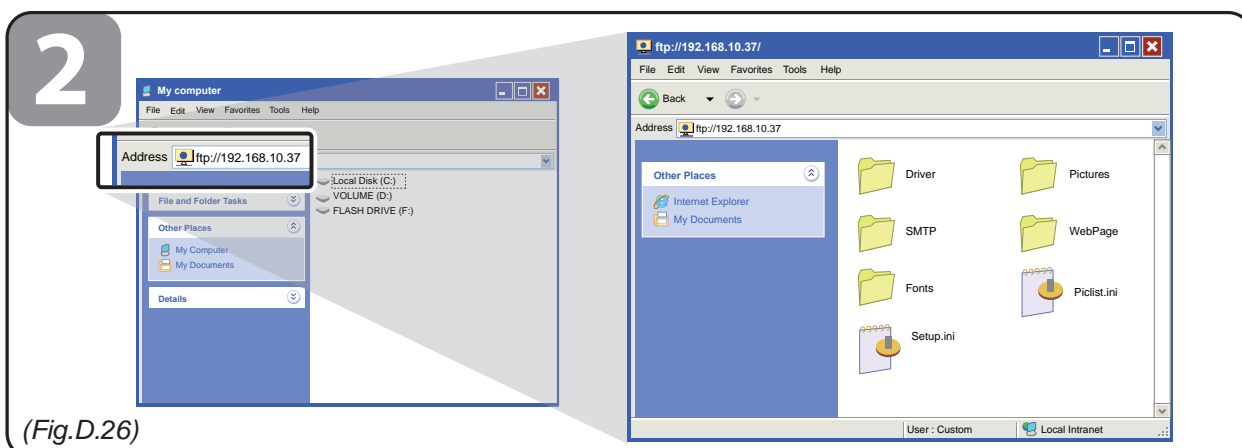 2
My computer
File Edit View Favorites Tools Help
Address ftp://192.168.10.37
Local Disk (C:)
VOLUME (D:)
FLASH DRIVE (F:)
File and Folder Tasks
Other Places
My Computer
My Documents
Details
(Fig.D.26)
ftp://192.168.10.37/
File Edit View Favorites Tools Help
Back
Address ftp://192.168.10.37
Other Places
Internet Explorer
My Documents
Driver
Pictures
SMTP
WebPage
Fonts
Piclist.ini
Setup.ini
User : Custom
Local Intranet